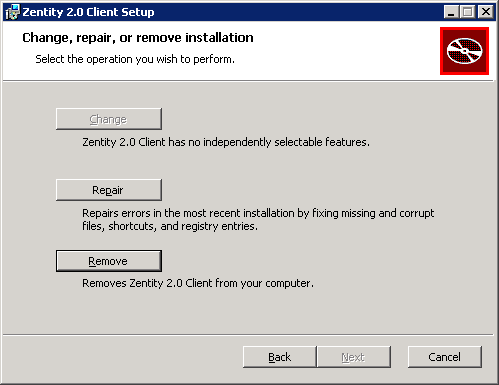 Zentity 2.0 Client Setup
Change, repair, or remove installation
Select the operation you wish to perform.
Change
Zentity 2.0 Client has no independently selectable features.
Repair
Repairs errors in the most recent installation by fixing missing and corrupt
files, shortcuts, and registry entries.
Remove
Removes Zentity 2.0 Client from your computer.
Back Next Cancel